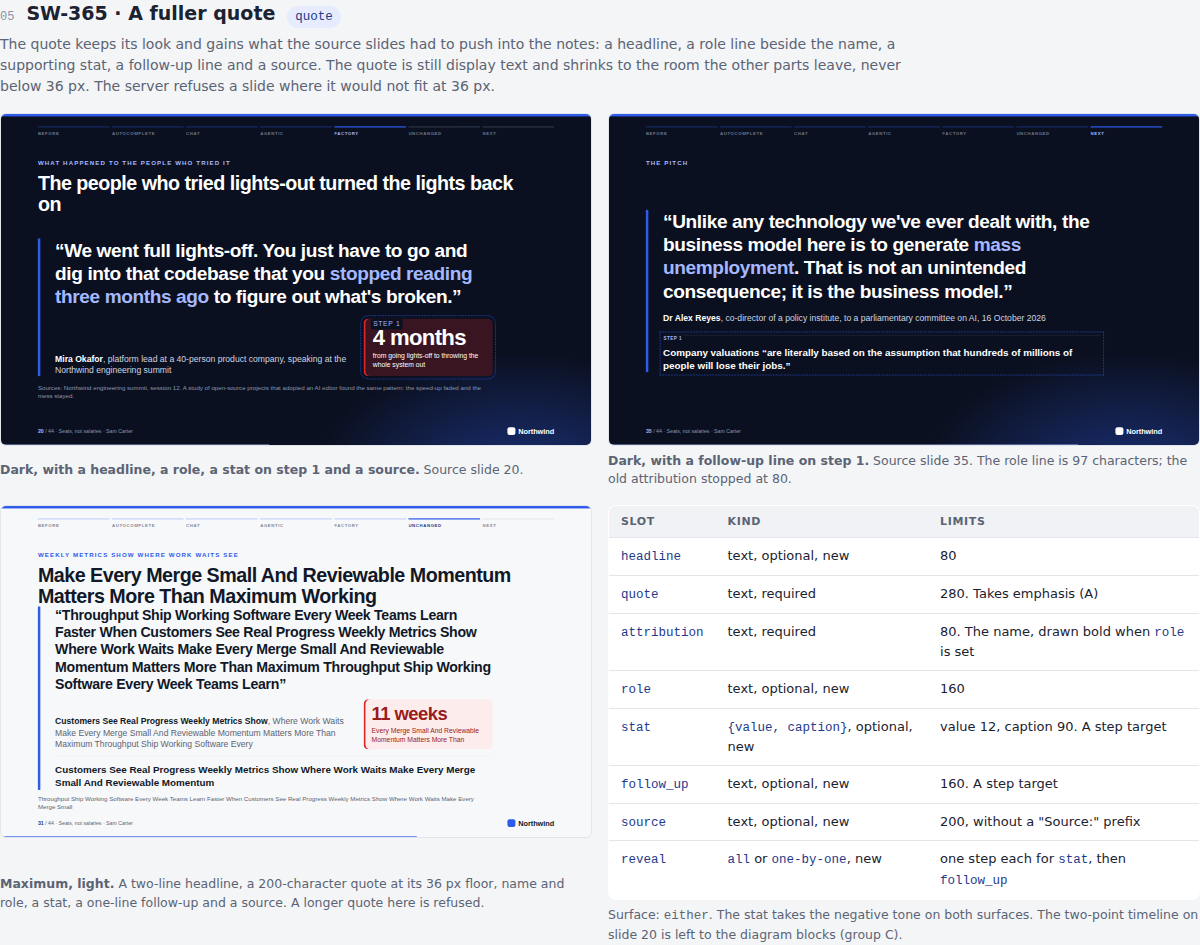 05 SW-365 · A fuller quote quote
The quote keeps its look and gains what the source slides had to push into the notes: a headline, a role line beside the name, a
supporting stat, a follow-up line and a source. The quote is still display text and shrinks to the room the other parts leave, never
below 36 px. The server refuses a slide where it would not fit at 36 px.
BEFORE AUTOCOMPLETE CHAT AGENTIC FACTORY UNCHANGED NEXT
WHAT HAPPENED TO THE PEOPLE WHO TRIED IT
The people who tried lights-out turned the lights back
on
“We went full lights-off. You just have to go and
dig into that codebase that you stopped reading
three months ago to figure out what's broken.”
STEP 1
4 months
from going lights-off to throwing the
whole system out
Mira Okafor, platform lead at a 40-person product company, speaking at the
Northwind engineering summit
Sources: Northwind engineering summit, session 12. A study of open-source projects that adopted an AI editor found the same pattern: the speed-up faded and the
mess stayed.
20 / 44 · Seats, not salaries · Sam Carter
Northwind
Dark, with a headline, a role, a stat on step 1 and a source. Source slide 20.
BEFORE AUTOCOMPLETE CHAT AGENTIC FACTORY UNCHANGED NEXT
THE PITCH
“Unlike any technology we've ever dealt with, the
business model here is to generate mass
unemployment. That is not an unintended
consequence; it is the business model.”
Dr Alex Reyes, co-director of a policy institute, to a parliamentary committee on AI, 16 October 2026
STEP 1
Company valuations “are literally based on the assumption that hundreds of millions of
people will lose their jobs.”
35 / 44 · Seats, not salaries · Sam Carter
Northwind
Dark, with a follow-up line on step 1. Source slide 35. The role line is 97 characters; the
old attribution stopped at 80.
BEFORE AUTOCOMPLETE CHAT AGENTIC FACTORY UNCHANGED NEXT
WEEKLY METRICS SHOW WHERE WORK WAITS SEE
Make Every Merge Small And Reviewable Momentum
Matters More Than Maximum Working
“Throughput Ship Working Software Every Week Teams Learn
Faster When Customers See Real Progress Weekly Metrics Show
Where Work Waits Make Every Merge Small And Reviewable
Momentum Matters More Than Maximum Throughput Ship Working
Software Every Week Teams Learn”
11 weeks
Every Merge Small And Reviewable
Momentum Matters More Than
Customers See Real Progress Weekly Metrics Show, Where Work Waits
Make Every Merge Small And Reviewable Momentum Matters More Than
Maximum Throughput Ship Working Software Every
Customers See Real Progress Weekly Metrics Show Where Work Waits Make Every Merge
Small And Reviewable Momentum
Throughput Ship Working Software Every Week Teams Learn Faster When Customers See Real Progress Weekly Metrics Show Where Work Waits Make Every
Merge Small
31 / 44 · Seats, not salaries · Sam Carter
Northwind
Maximum, light. A two-line headline, a 200-character quote at its 36 px floor, name and
role, a stat, a one-line follow-up and a source. A longer quote here is refused.
SLOT KIND LIMITS
headline text, optional, new 80
quote text, required 280. Takes emphasis (A)
attribution text, required 80. The name, drawn bold when role
is set
role text, optional, new 160
stat {value, caption}, optional, value 12, caption 90. A step target
new
follow_up text, optional, new 160. A step target
source text, optional, new 200, without a "Source:" prefix
reveal all or one-by-one, new one step each for stat, then
follow_up
Surface: either. The stat takes the negative tone on both surfaces. The two-point timeline on
slide 20 is left to the diagram blocks (group C).